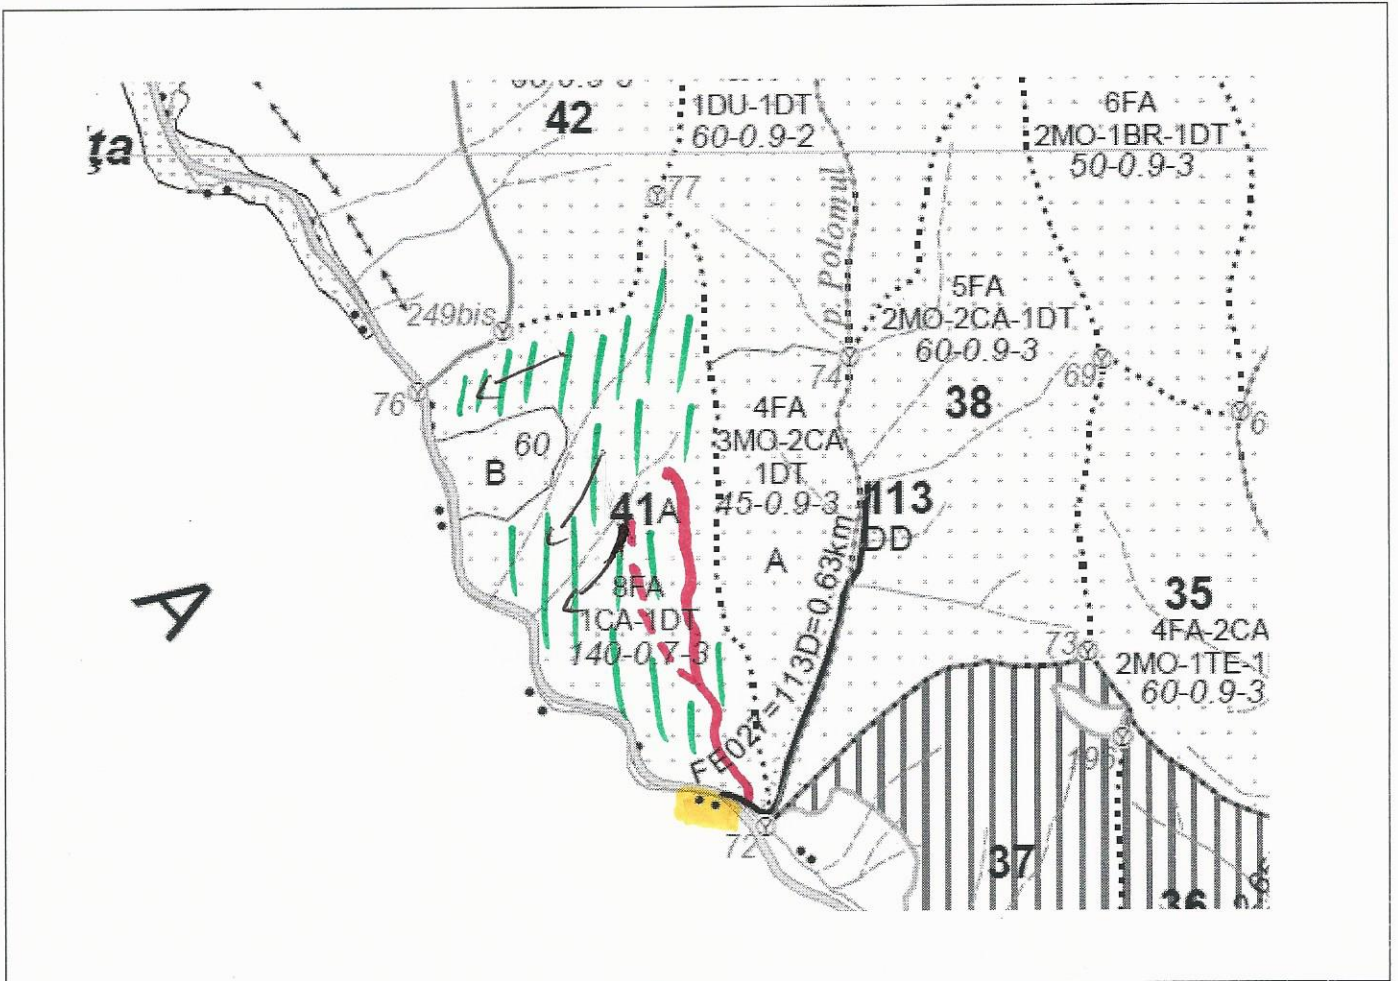 42
1DU-1DT
60-0.9-2
6FA
2MO-1BR-1DT
50-0.9-3
ța
77
p. Polomul
249bis
5FA
2MO-2CA-1DT
60-0.9-3
74
69
76
38
6
4FA
3MO-2CA
1DT
45-0.9-3
60
B
41A
113
DD
A
8FA
1CA-1DT
140-0.7-3
FE027=113D=0.63km
35
4FA-2CA
2MO-1TE-1
60-0.9-3
73
A
195
72
37
36